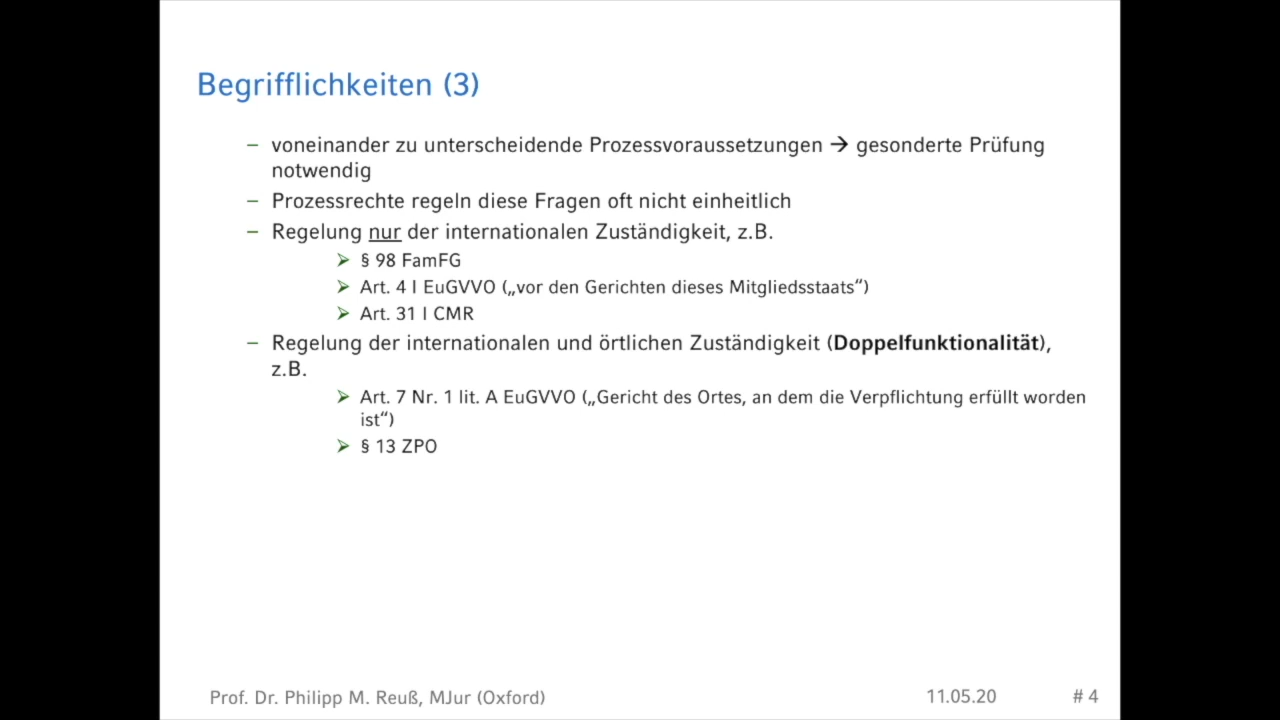 Begrifflichkeiten (3)
– voneinander zu unterscheidende Prozessvoraussetzungen → gesonderte Prüfung
notwendig
– Prozessrechte regeln diese Fragen oft nicht einheitlich
– Regelung nur der internationalen Zuständigkeit, z.B.
➢ § 98 FamFG
➢ Art. 4 I EuGVVO („vor den Gerichten dieses Mitgliedsstaats“)
➢ Art. 31 I CMR
– Regelung der internationalen und örtlichen Zuständigkeit (Doppelfunktionalität),
z.B.
➢ Art. 7 Nr. 1 lit. A EuGVVO („Gericht des Ortes, an dem die Verpflichtung erfüllt worden
ist“)
➢ § 13 ZPO
Prof. Dr. Philipp M. Reuß, MJur (Oxford) 11.05.20 # 4